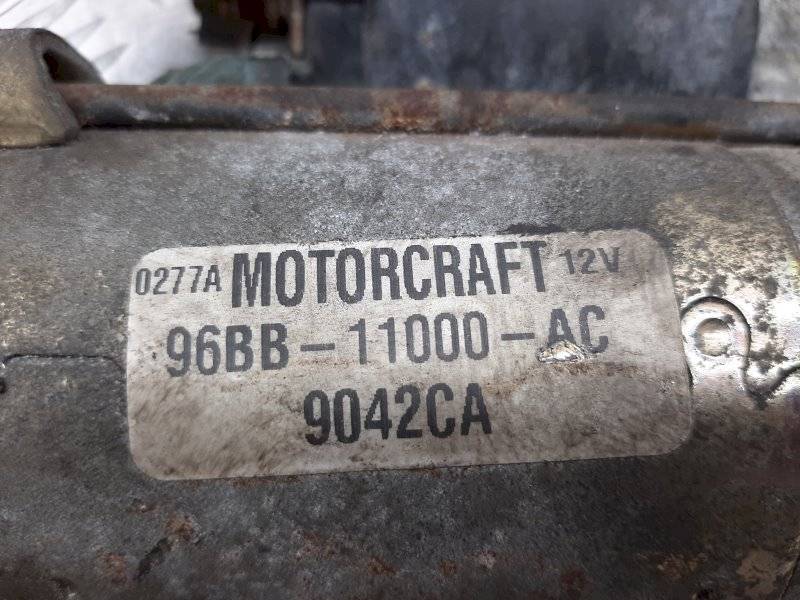 0277A MOTORCRAFT 12V
96BB-11000-AC
9042CA